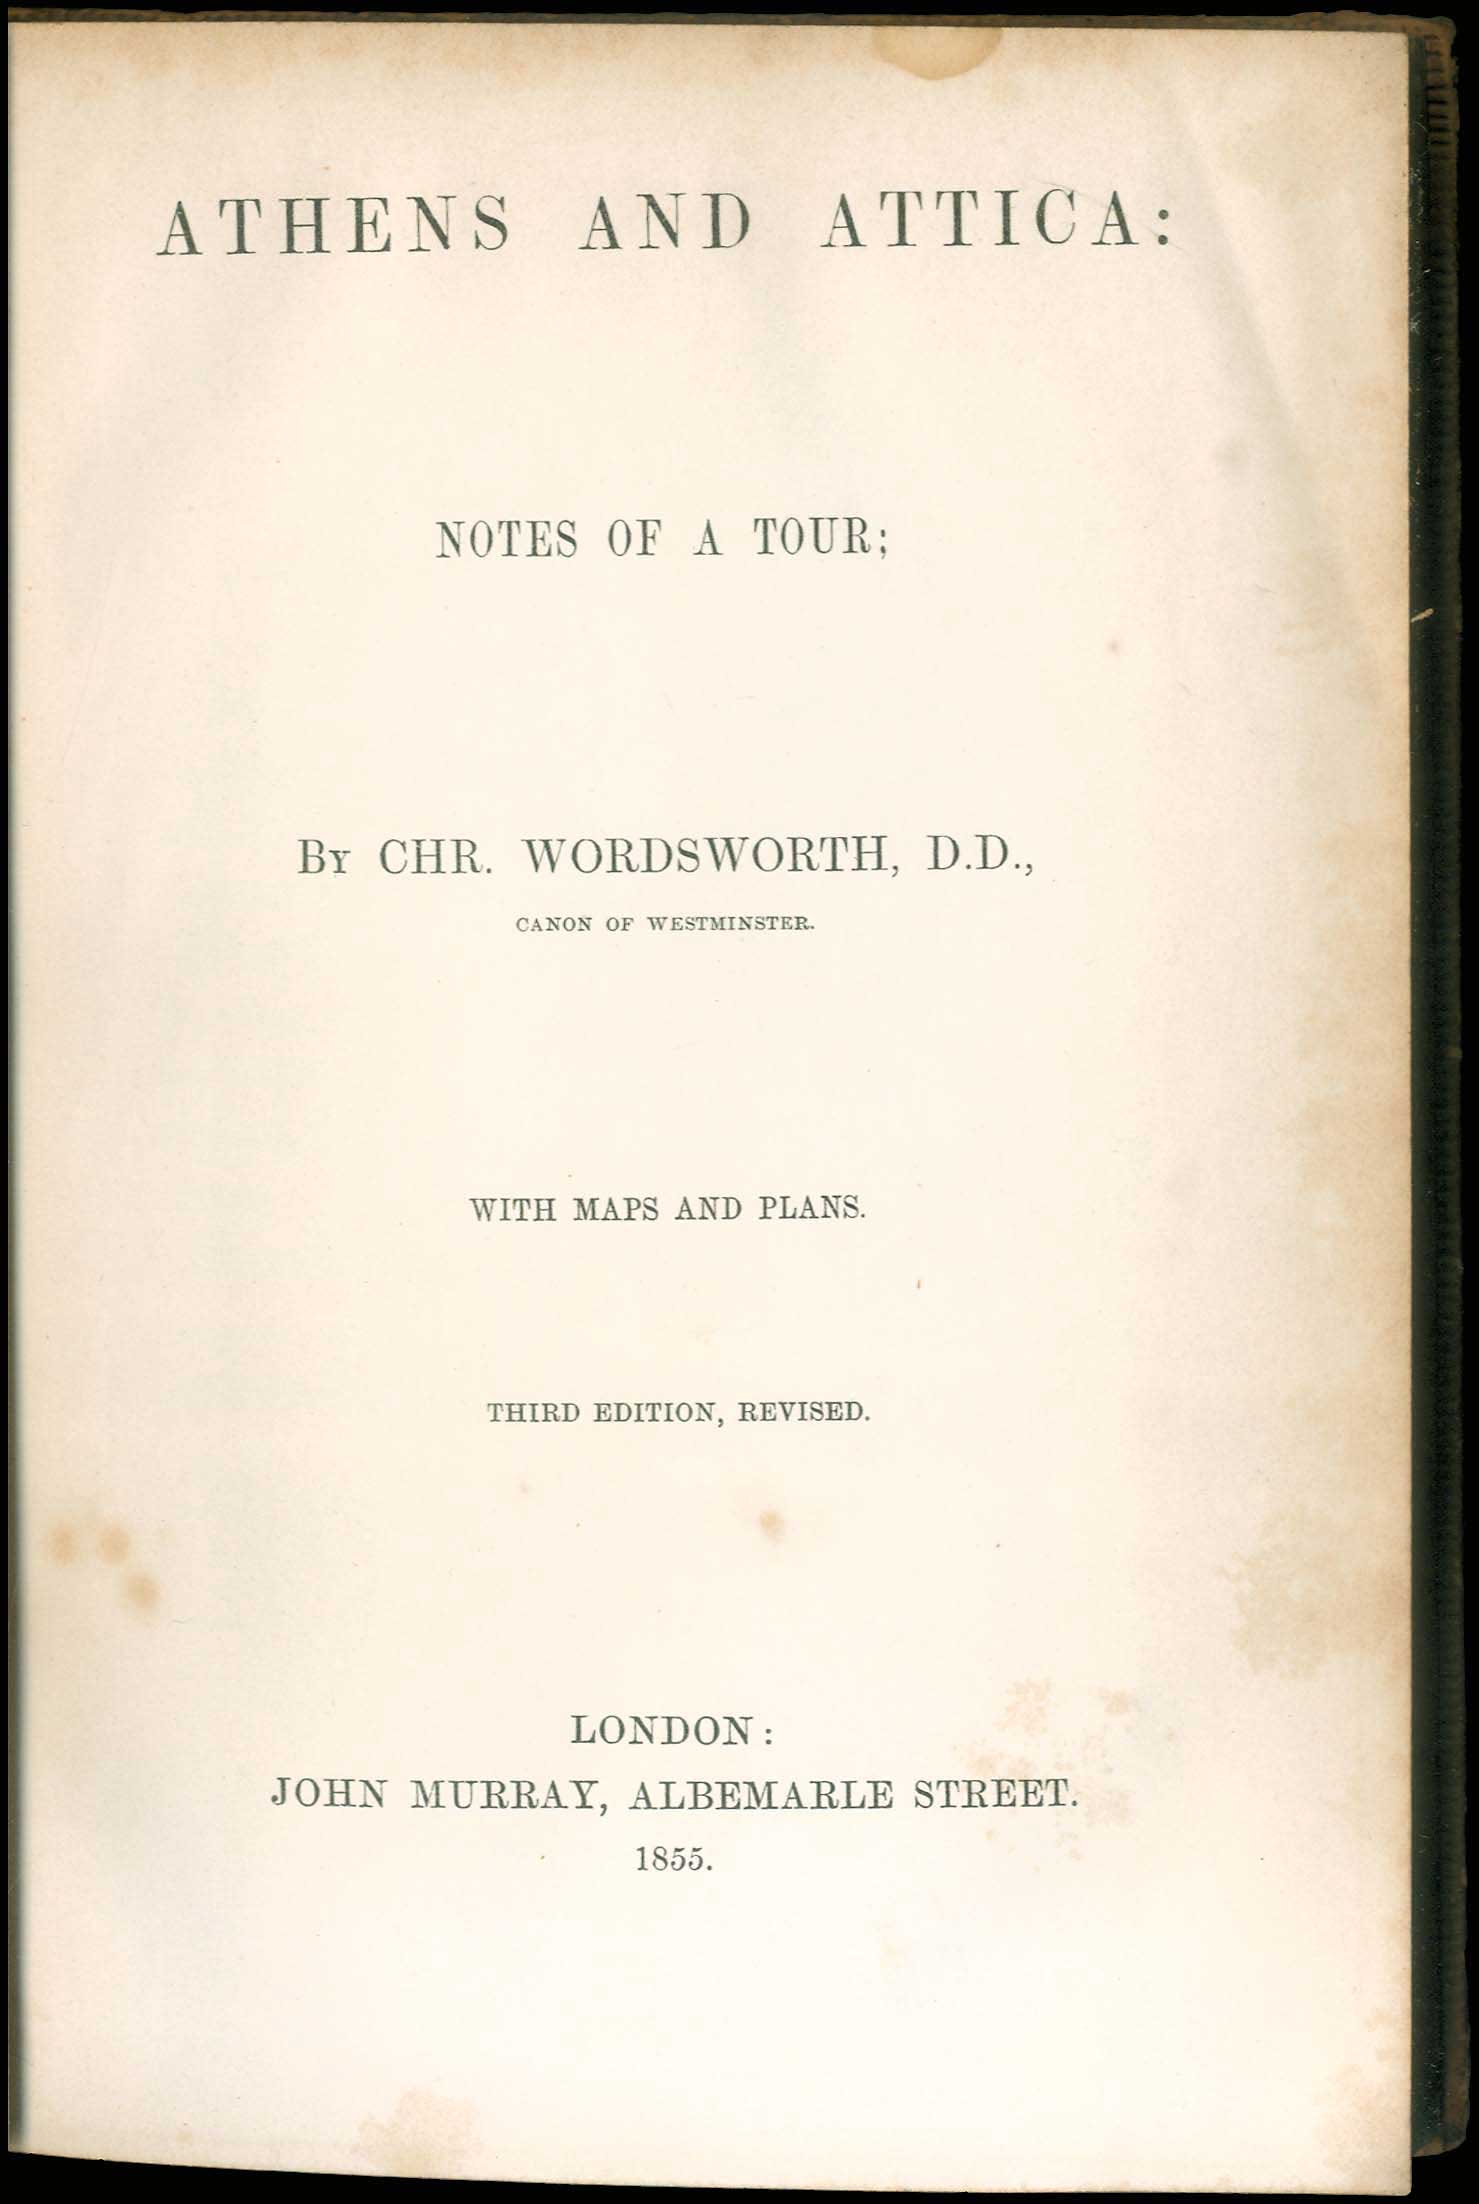 ATHENS AND ATTICA:
NOTES OF A TOUR;
By CHR. WORDSWORTH, D.D.,
CANON OF WESTMINSTER.
WITH MAPS AND PLANS.
THIRD EDITION, REVISED.
LONDON:
JOHN MURRAY, ALBEMARLE STREET.
1855.